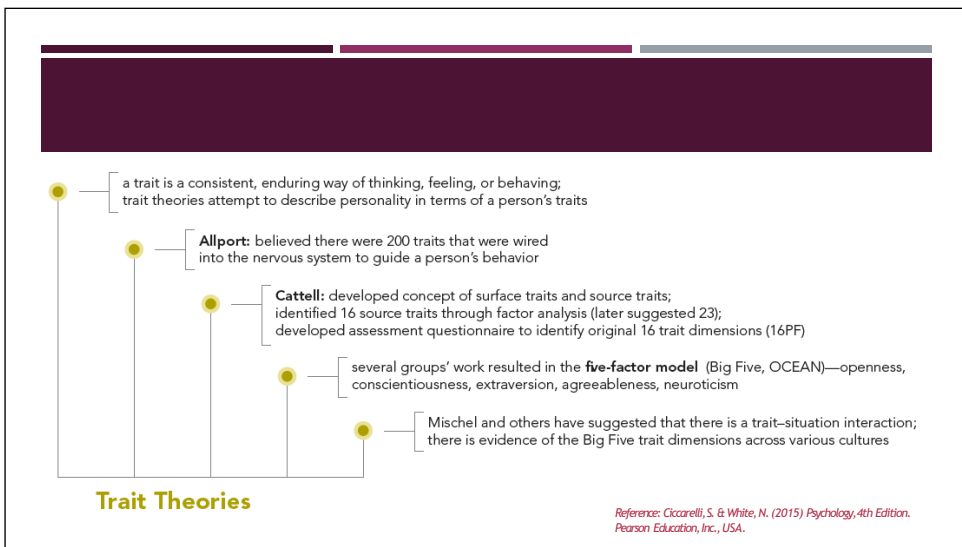 a trait is a consistent, enduring way of thinking, feeling, or behaving;
trait theories attempt to describe personality in terms of a person's traits
Allport: believed there were 200 traits that were wired
into the nervous system to guide a person's behavior
Cattell: developed concept of surface traits and source traits;
identified 16 source traits through factor analysis (later suggested 23);
developed assessment questionnaire to identify original 16 trait dimensions (16PF)
several groups' work resulted in the five-factor model (Big Five, OCEAN)—openness,
conscientiousness, extraversion, agreeableness, neuroticism
Mischel and others have suggested that there is a trait–situation interaction;
there is evidence of the Big Five trait dimensions across various cultures
Trait Theories
Reference: Ciccarelli, S. & White, N. (2015) Psychology, 4th Edition.
Pearson Education, Inc., USA.